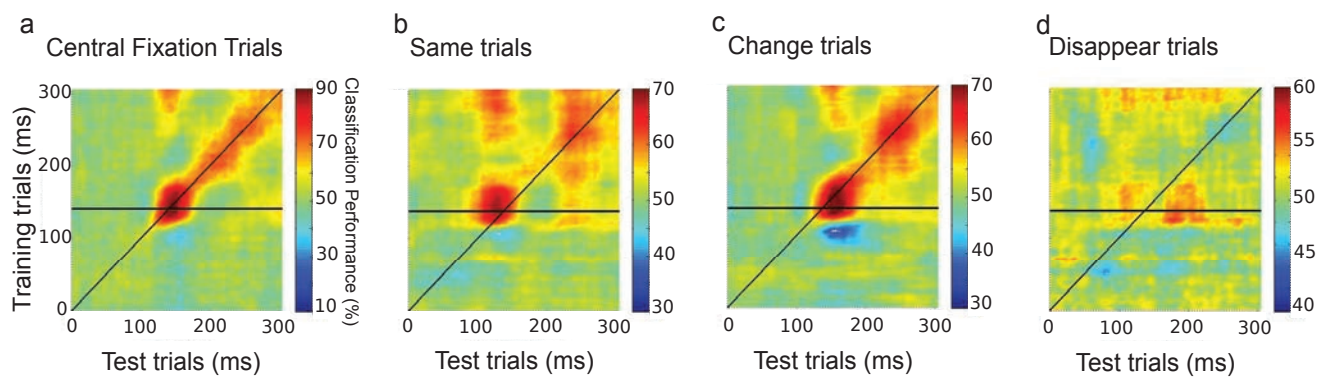 a
Central Fixation Trials
b
Same trials
c
Change trials
d
Disappear trials
Training trials (ms)
300
200
100
0
0 100 200 300
Test trials (ms)
90
70
50
30
10
Classification Performance (%)
0 100 200 300
Test trials (ms)
70
60
50
40
30
0 100 200 300
Test trials (ms)
70
60
50
40
30
0 100 200 300
Test trials (ms)
60
55
50
45
40